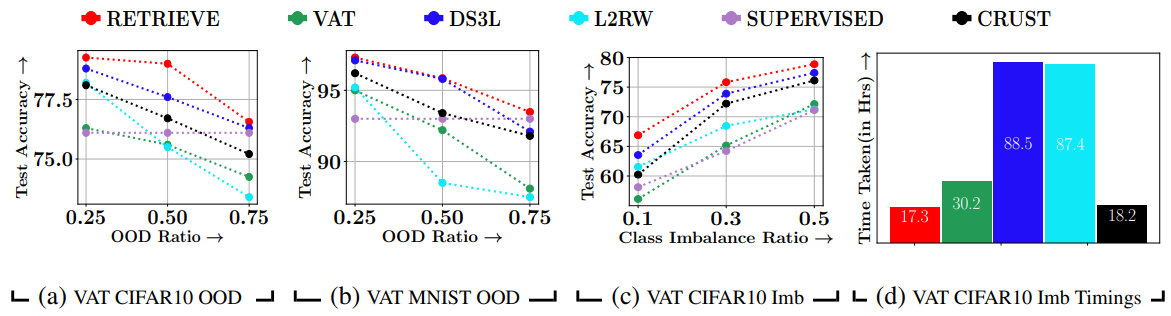 RETRIEVE VAT DS3L L2RW SUPERVISED CRUST
Test Accuracy →
77.5
75.0
0.25 0.50 0.75
OOD Ratio →
Test Accuracy →
95
90
0.25 0.50 0.75
OOD Ratio →
Test Accuracy →
80
75
70
65
60
0.1 0.3 0.5
Class Imbalance Ratio →
Time Taken(in Hrs) →
17.3
30.2
88.5
87.4
18.2
(a) VAT CIFAR10 OOD
(b) VAT MNIST OOD
(c) VAT CIFAR10 Imb
(d) VAT CIFAR10 Imb Timings